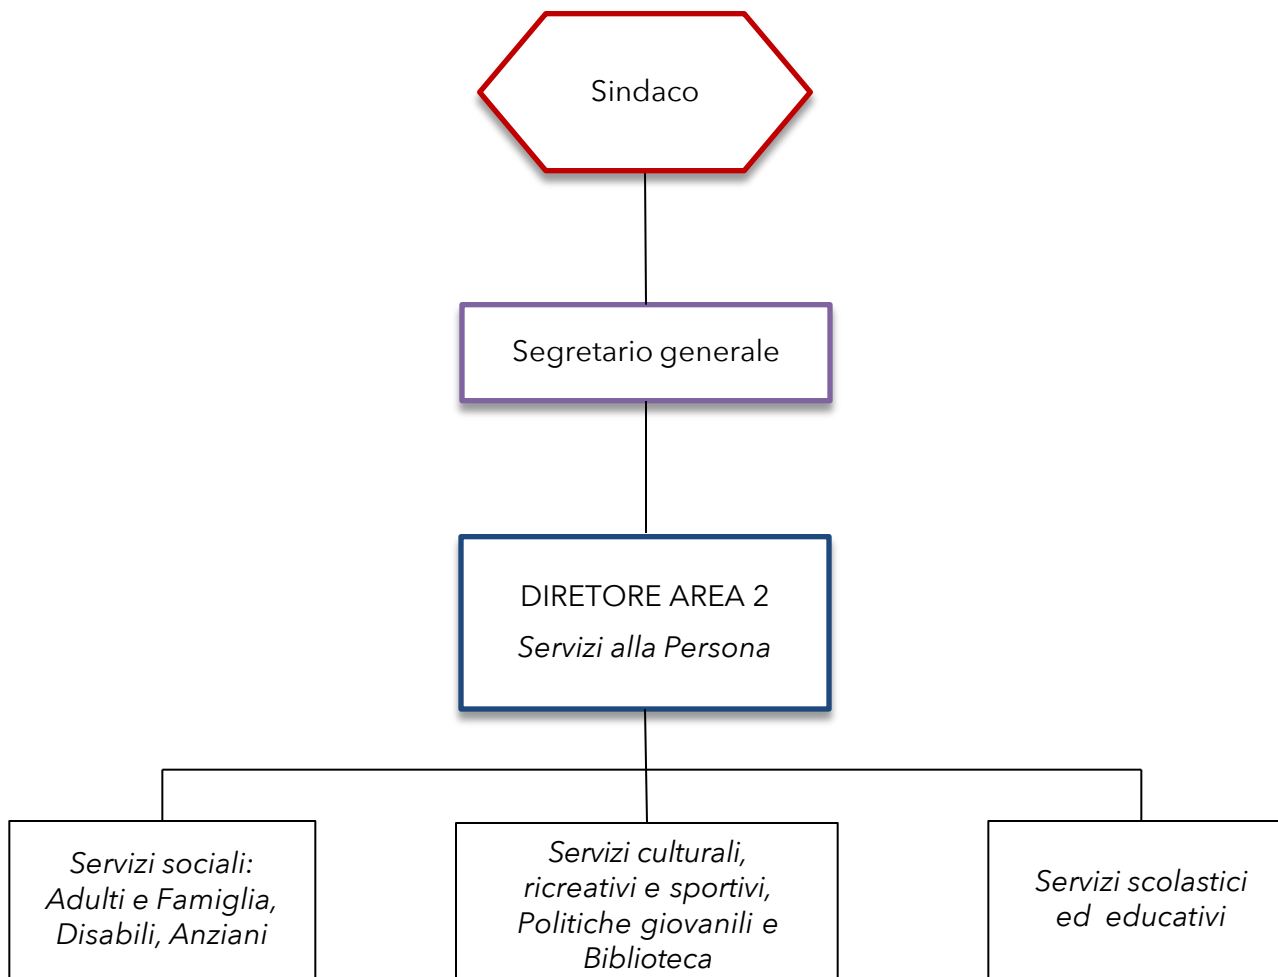 Sindaco
Segretario generale
DIRETORE AREA 2
Servizi alla Persona
Servizi sociali:
Adulti e Famiglia,
Disabili, Anziani
Servizi culturali,
ricreativi e sportivi,
Politiche giovanili e
Biblioteca
Servizi scolastici
ed  educativi